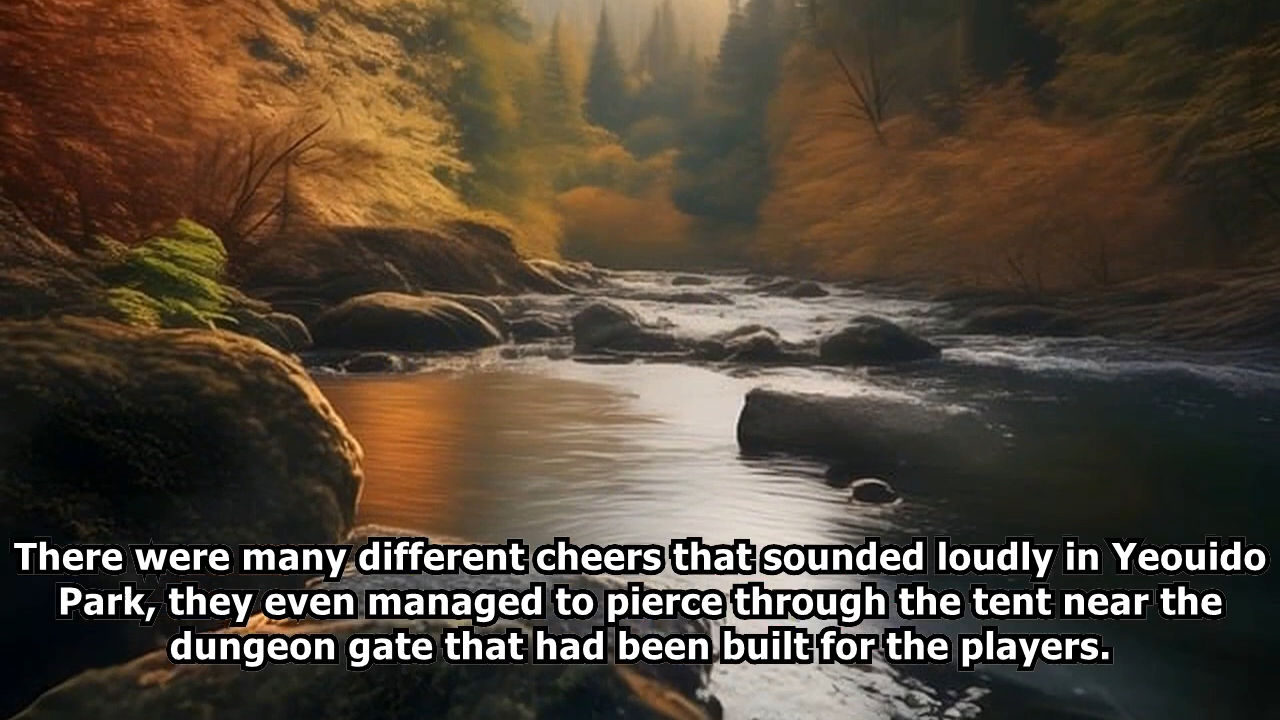 There were many different cheers that sounded loudly in Yeouido
Park, they even managed to pierce through the tent near the
dungeon gate that had been built for the players.